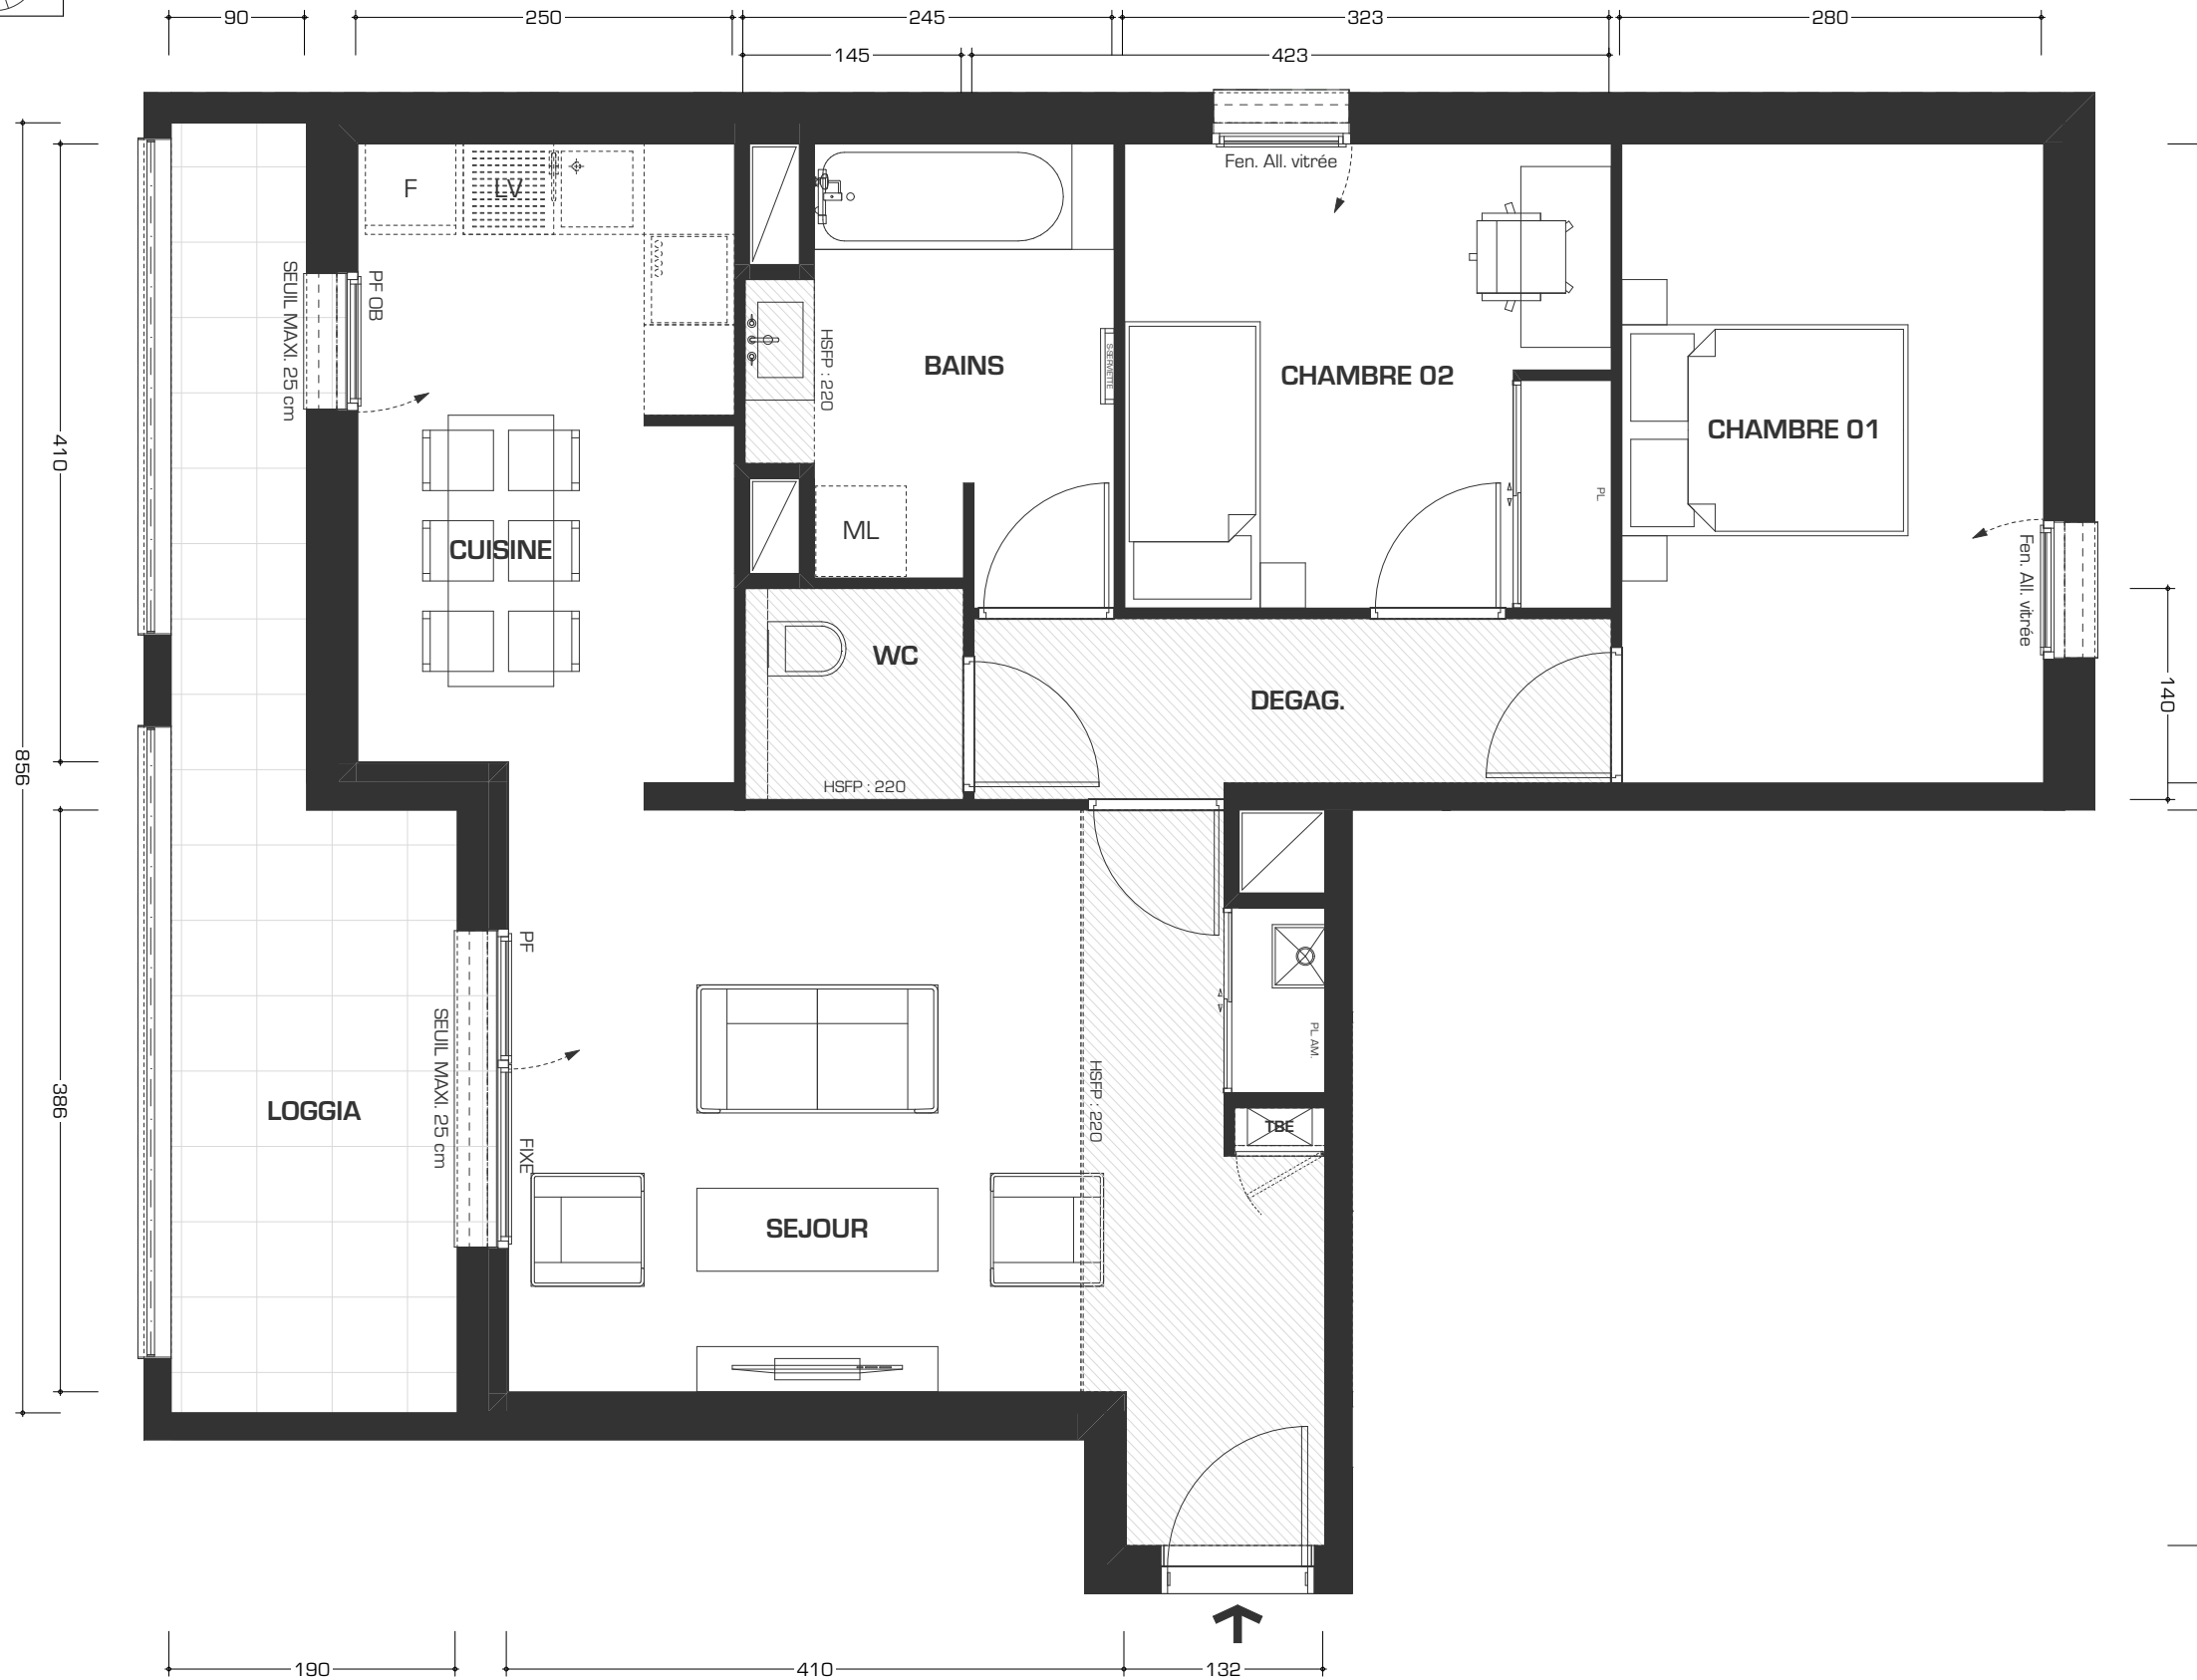 90
250
245
323
280
145
423
Fen. All. vitrée
F
LV
SEUIL MAXI. 25 cm
PF OB
HSFP : 220
BAINS
S-SERVIETTE
CHAMBRE 02
CHAMBRE 01
410
PL
ML
CUISINE
Fen. All. vitrée
WC
DEGAG.
140
856
HSFP : 220
PF
SEUIL MAXI. 25 cm
PL AM.
386
LOGGIA
HSFP : 220
TBE
FIXE
SEJOUR
190
410
132